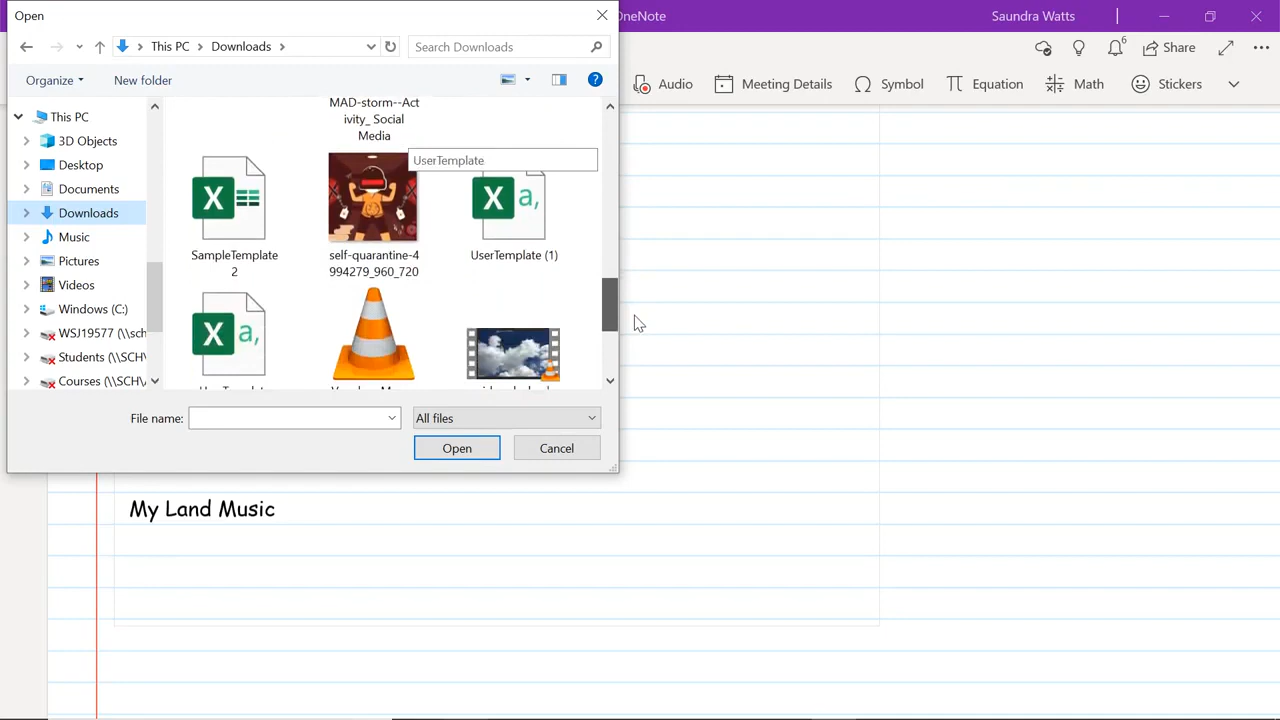 Open
OneNote
Saundra Watts
This PC
Downloads
Search Downloads
6
Share
Organize
New folder
?
Audio
Meeting Details
Symbol
Equation
Math
Stickers
This PC
3D Objects
Desktop
Documents
Downloads
Music
Pictures
Videos
Windows (C:)
WSJ19577 (\\sch
Students (\\SCH\
Courses (\\SCH\
MAD-storm--Act
ivity_ Social
Media
UserTemplate
X
SampleTemplate
2
self-quarantine-4
994279_960_720
X a,
UserTemplate (1)
X a,
File name:
All files
Open
Cancel
My Land Music